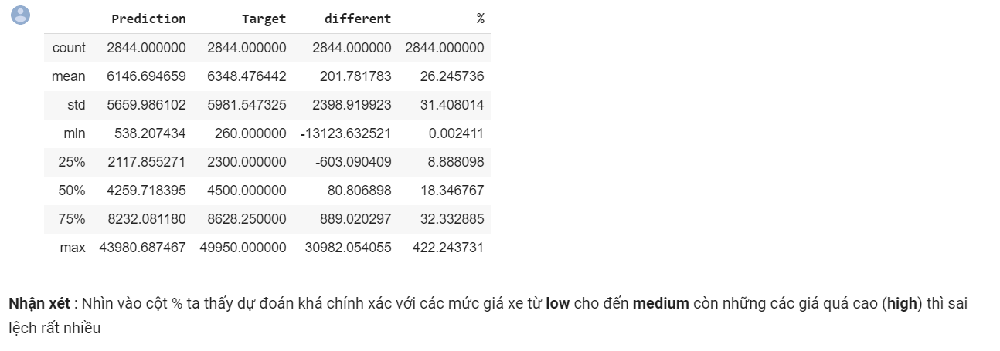 Prediction Target different %
count 2844.000000 2844.000000 2844.000000 2844.000000
mean 6146.694659 6348.476442 201.781783 26.245736
std 5659.986102 5981.547325 2398.919923 31.408014
min 538.207434 260.000000 -13123.632521 0.002411
25% 2117.855271 2300.000000 -603.090409 8.888098
50% 4259.718395 4500.000000 80.806898 18.346767
75% 8232.081180 8628.250000 889.020297 32.332885
max 43980.687467 49950.000000 30982.054055 422.243731
Nhận xét : Nhìn vào cột % ta thấy dự đoán khá chính xác với các mức giá xe từ low cho đến medium còn những các giá quá cao (high) thì sai
lệch rất nhiều